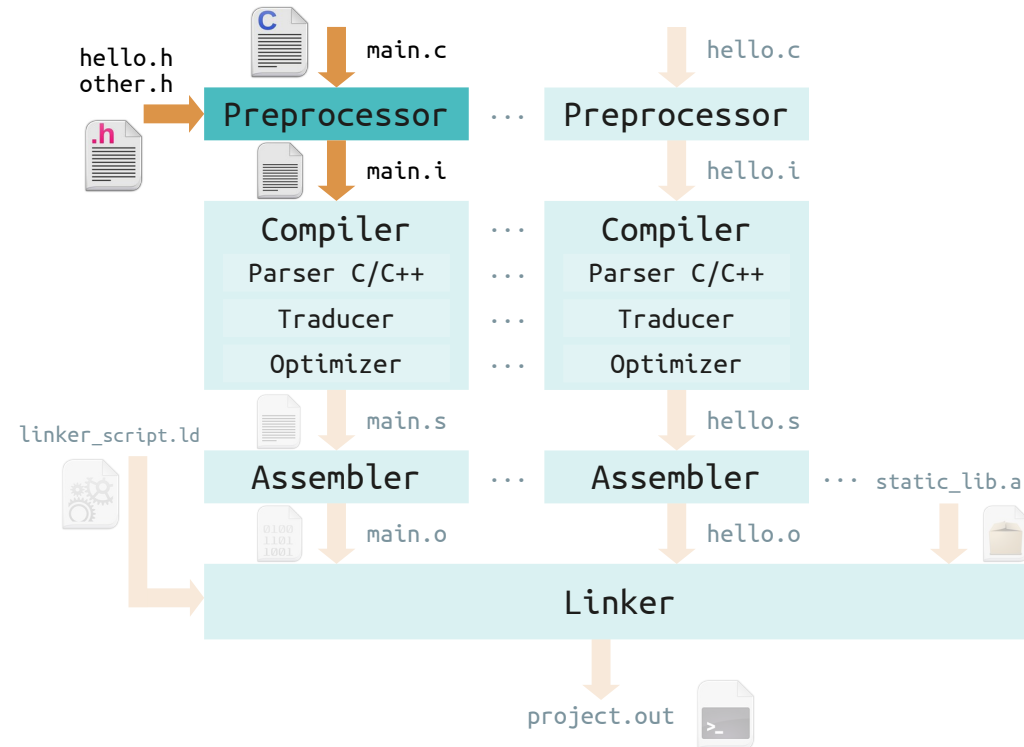 C
main.c
hello.c
hello.h
other.h
.h
Preprocessor ... Preprocessor
main.i
hello.i
Compiler ... Compiler
Parser C/C++ ... Parser C/C++
Traducer ... Traducer
Optimizer ... Optimizer
main.s
hello.s
linker_script.ld
Assembler ... Assembler ... static_lib.a
0100
1101
1001
main.o
hello.o
Linker
project.out
>_